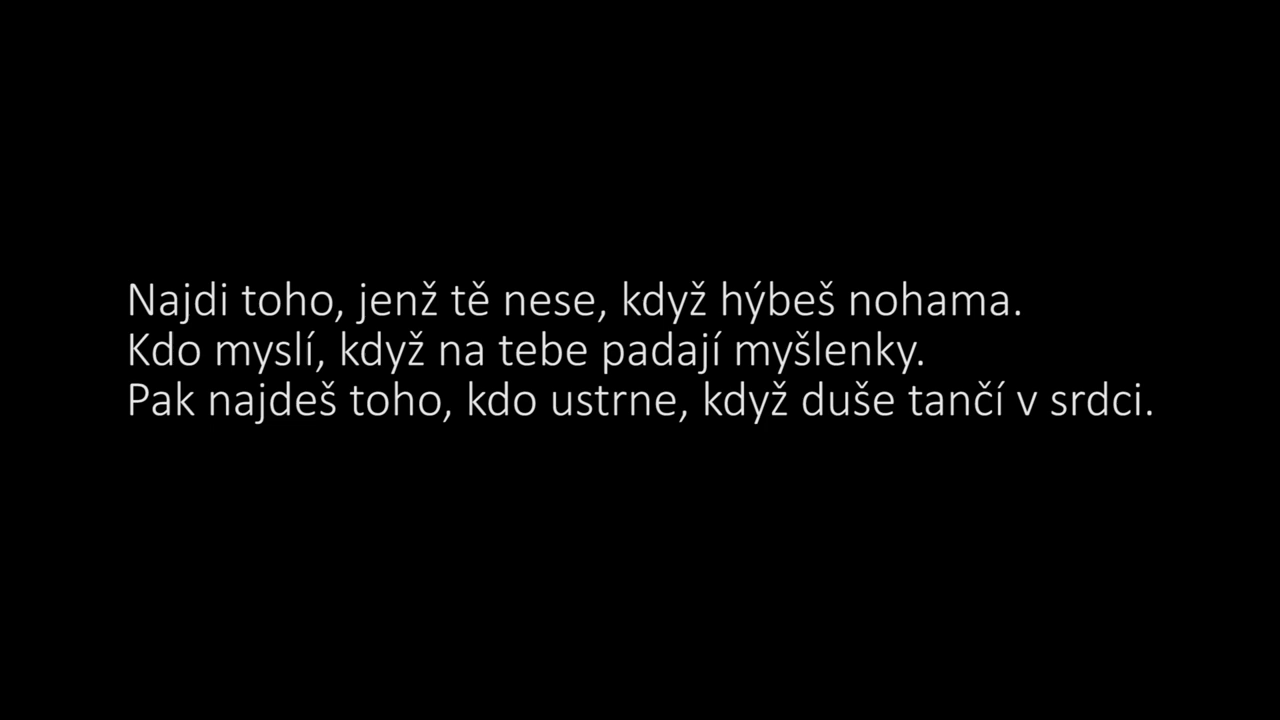 Najdi toho, jenž tě nese, když hýbeš nohama.
Kdo myslí, když na tebe padají myšlenky.
Pak najdeš toho, kdo ustrne, když duše tančí v srdci.